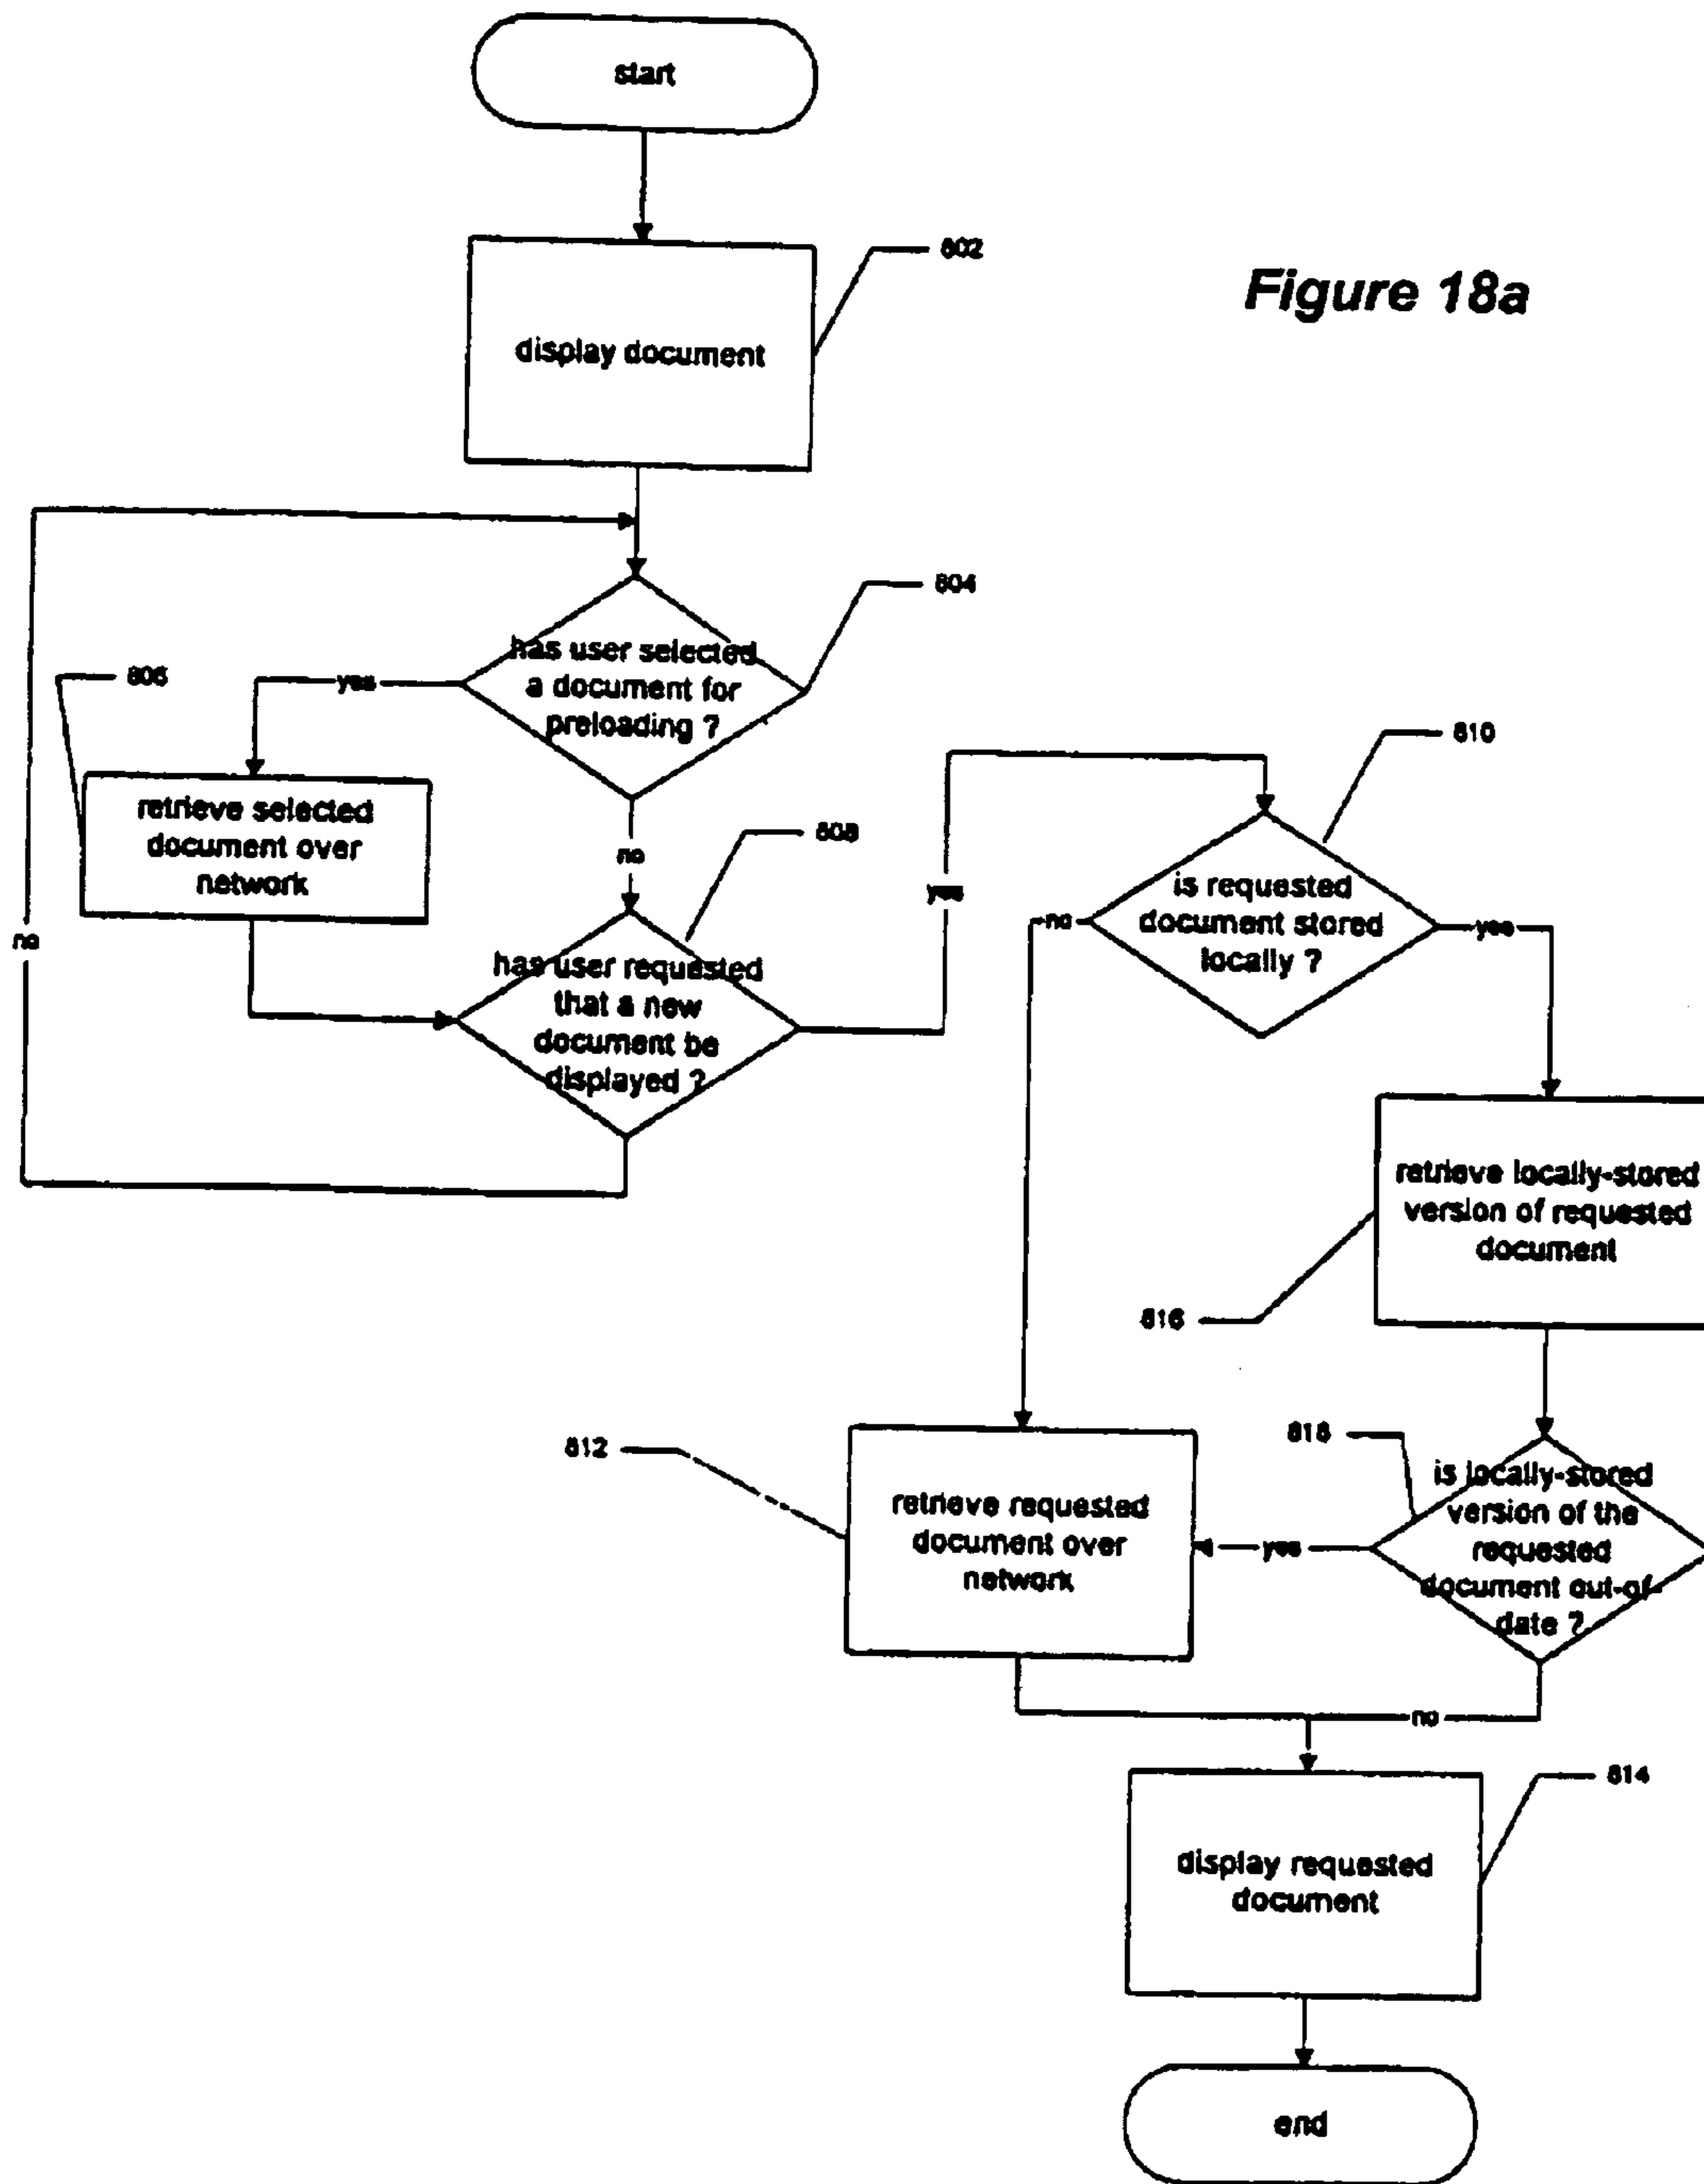 start
802
Figure 18a
display document
804
has user selected
a document for
preloading ?
yes
806
retrieve selected
document over
network
no
808
has user requested
that a new
document be
displayed ?
no
yes
810
is requested
document stored
locally ?
no
yes
retrieve locally-stored
version of requested
document
816
812
retrieve requested
document over
network
818
is locally-stored
version of the
requested
document out-of-
date ?
yes
no
814
display requested
document
end